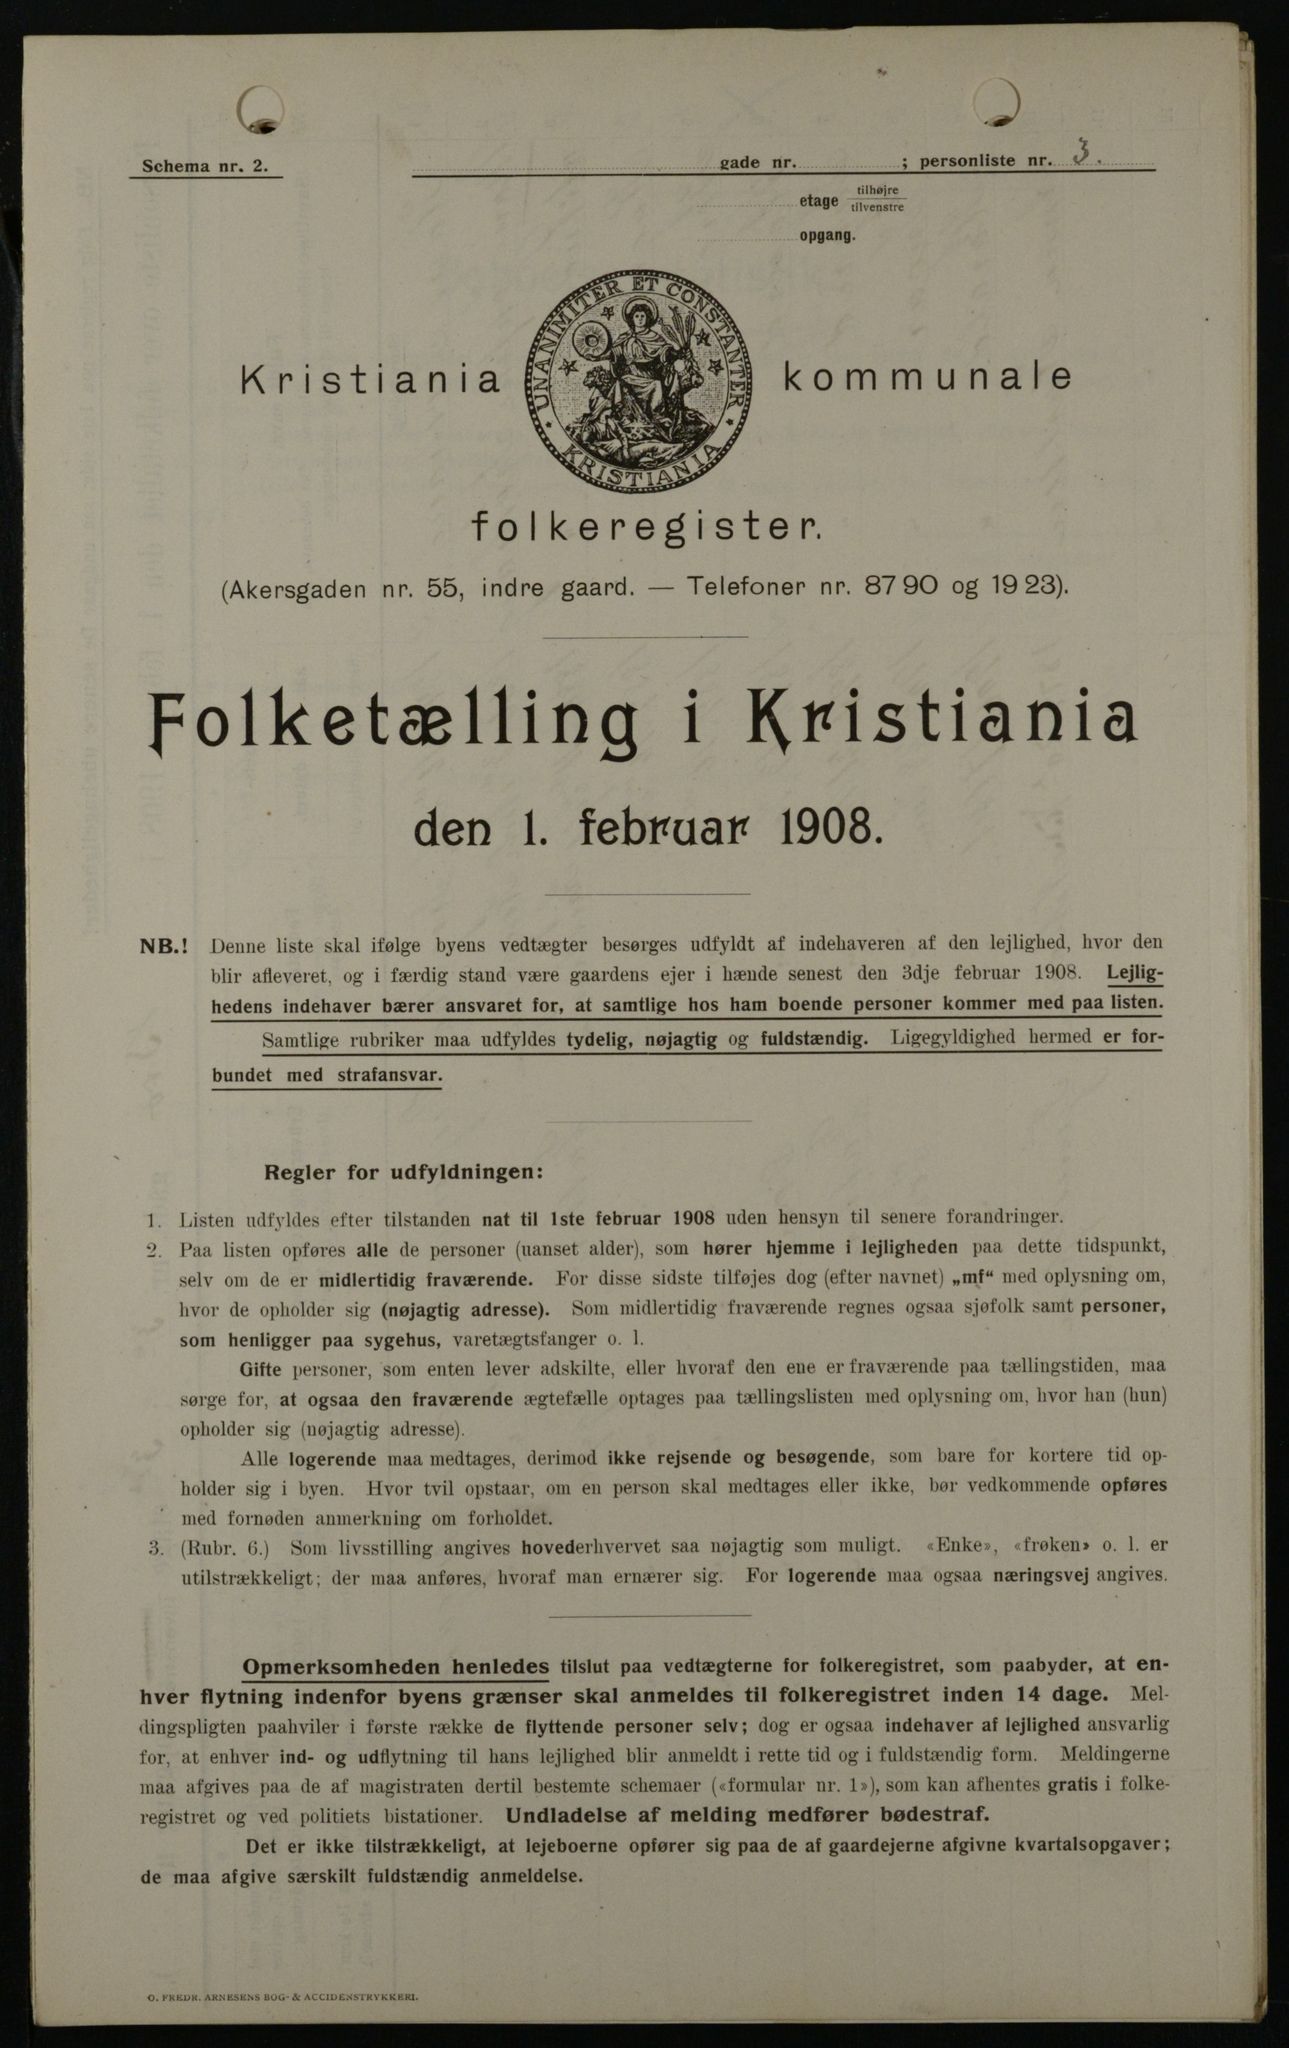 Schema nr. 2.
gade nr. ; personliste nr. 3.
etage tilhøjre
tilvenstre
opgang.
UNANIMITER ET CONSTANTER
KRISTIANIA
Kristiania kommunale
folkeregister.
(Akersgaden nr. 55, indre gaard. — Telefoner nr. 87 90 og 19 23).
Folketælling i Kristiania
den 1. februar 1908.
NB.! Denne liste skal ifølge byens vedtægter besørges udfyldt af indehaveren af den lejlighed, hvor den
blir afleveret, og i færdig stand være gaardens ejer i hænde senest den 3dje februar 1908. Lejlig-
hedens indehaver bærer ansvaret for, at samtlige hos ham boende personer kommer med paa listen.
Samtlige rubriker maa udfyldes tydelig, nøjagtig og fuldstændig. Ligegyldighed hermed er for-
bundet med strafansvar.
Regler for udfyldningen:
1. Listen udfyldes efter tilstanden nat til 1ste februar 1908 uden hensyn til senere forandringer.
2. Paa listen opføres alle de personer (uanset alder), som hører hjemme i lejligheden paa dette tidspunkt,
selv om de er midlertidig fraværende. For disse sidste tilføjes dog (efter navnet) „mf“ med oplysning om,
hvor de opholder sig (nøjagtig adresse). Som midlertidig fraværende regnes ogsaa sjøfolk samt personer,
som henligger paa sygehus, varetægtsfanger o. l.
Gifte personer, som enten lever adskilte, eller hvoraf den ene er fraværende paa tællingstiden, maa
sørge for, at ogsaa den fraværende ægtefælle optages paa tællingslisten med oplysning om, hvor han (hun)
opholder sig (nøjagtig adresse).
Alle logerende maa medtages, derimod ikke rejsende og besøgende, som bare for kortere tid op-
holder sig i byen. Hvor tvil opstaar, om en person skal medtages eller ikke, bør vedkommende opføres
med fornøden anmerkning om forholdet.
3. (Rubr. 6.) Som livsstilling angives hovederhvervet saa nøjagtig som muligt. «Enke», «frøken» o. l. er
utilstrækkeligt; der maa anføres, hvoraf man ernærer sig. For logerende maa ogsaa næringsvej angives.
Opmerksomheden henledes tilslut paa vedtægterne for folkeregistret, som paabyder, at en-
hver flytning indenfor byens grænser skal anmeldes til folkeregistret inden 14 dage. Mel-
dingspligten paahviler i første række de flyttende personer selv; dog er ogsaa indehaver af lejlighed ansvarlig
for, at enhver ind- og udflytning til hans lejlighed blir anmeldt i rette tid og i fuldstændig form. Meldingerne
maa afgives paa de af magistraten dertil bestemte schemaer («formular nr. 1»), som kan afhentes gratis i folke-
registret og ved politiets bistationer. Undladelse af melding medfører bødestraf.
Det er ikke tilstrækkeligt, at lejeboerne opfører sig paa de af gaardejerne afgivne kvartalsopgaver;
de maa afgive særskilt fuldstændig anmeldelse.
O. FREDR. ARNESENS BOG- & ACCIDENSTRYKKERI.